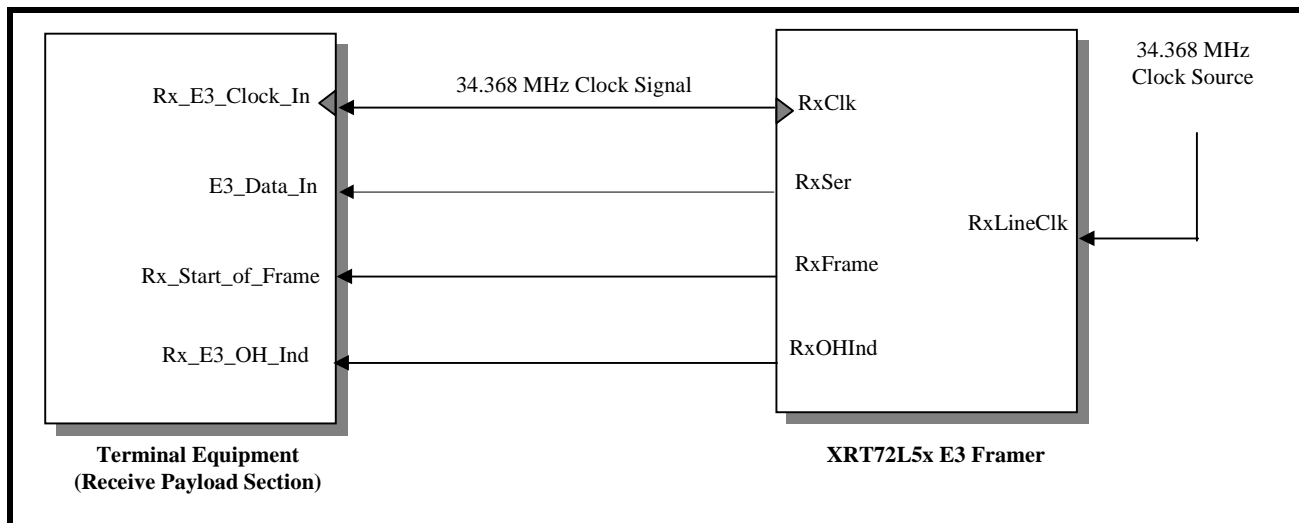 34.368 MHz
Clock Source
Rx_E3_Clock_In
34.368 MHz Clock Signal
RxClk
E3_Data_In
RxSer
RxLineClk
Rx_Start_of_Frame
RxFrame
Rx_E3_OH_Ind
RxOHInd
Terminal Equipment
(Receive Payload Section)
XRT72L5x E3 Framer